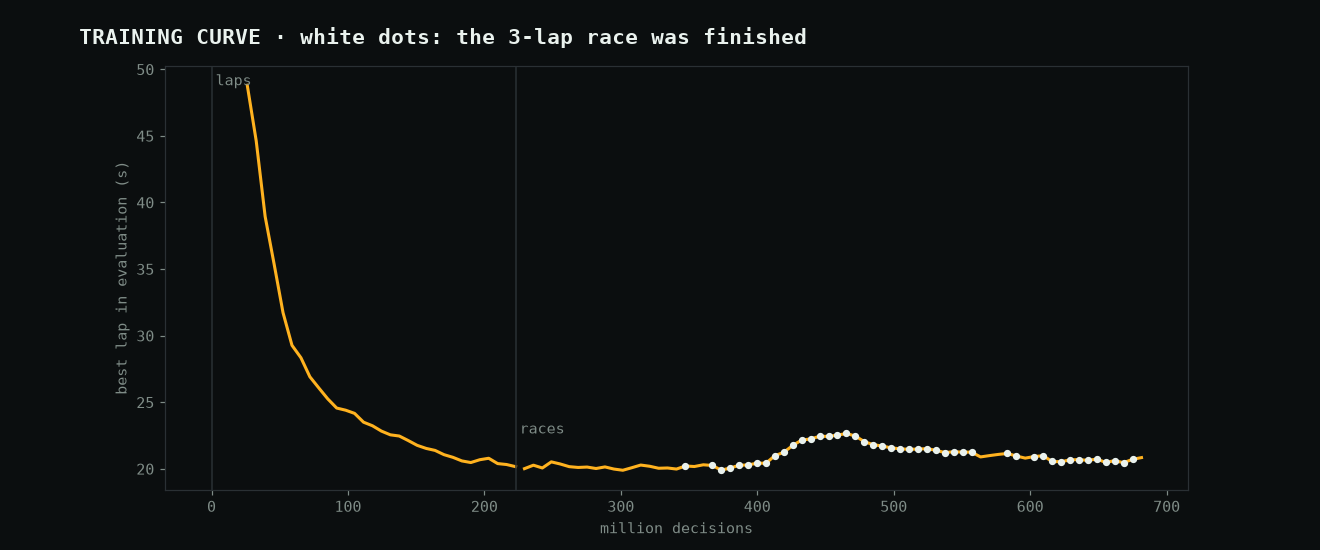 TRAINING CURVE · white dots: the 3-lap race was finished
50
45
40
35
30
25
20
best lap in evaluation (s)
laps
races
0 100 200 300 400 500 600 700
million decisions